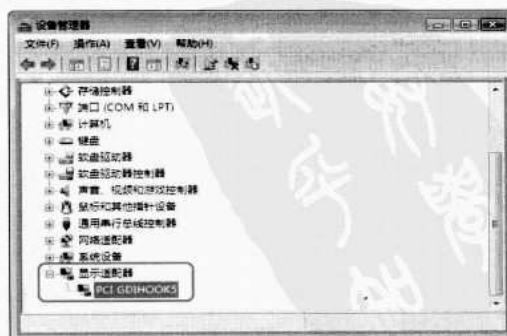 设备管理器
文件(F) 操作(A) 查看(V) 帮助(H)
存储控制器
端口 (COM 和 LPT)
计算机
键盘
软盘驱动器
软盘驱动器控制器
声音、视频和游戏控制器
鼠标和其他指针设备
通用串行总线控制器
网络适配器
系统设备
显示适配器
PCI GDIHOOK5